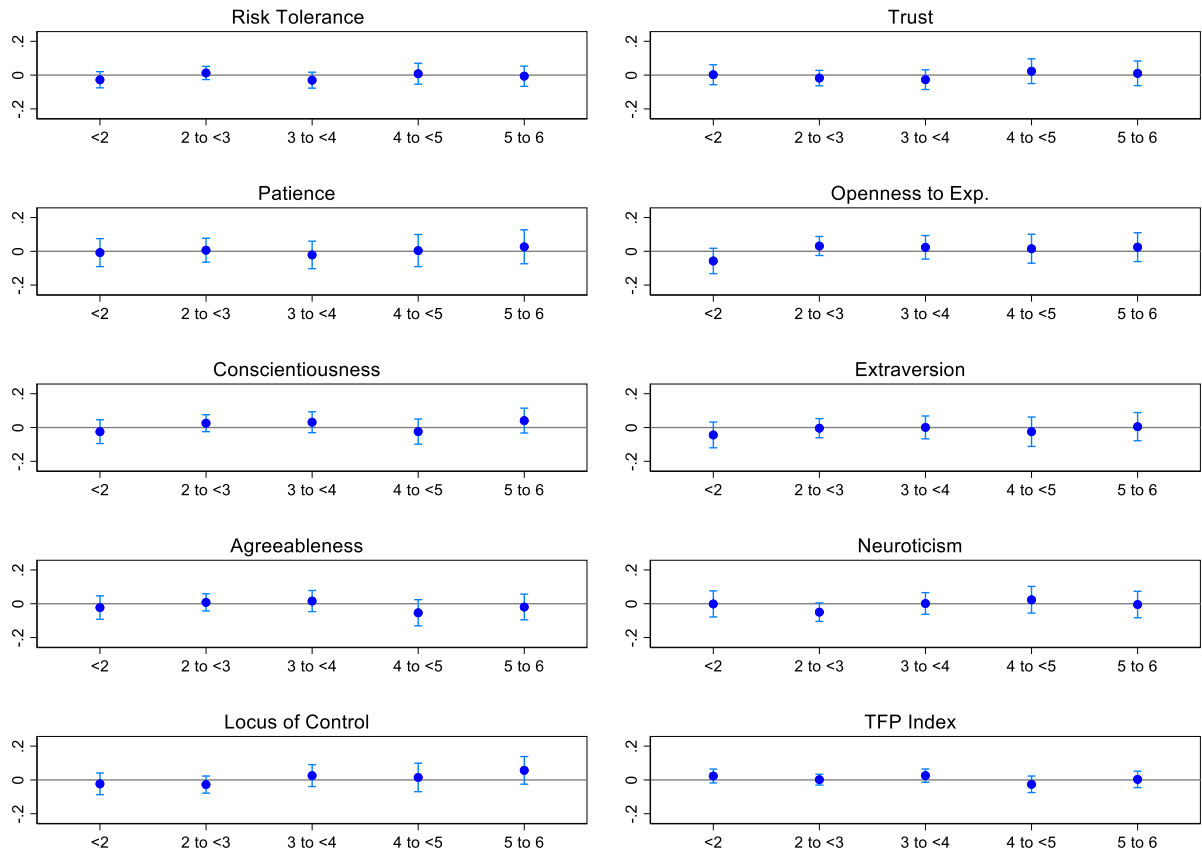 Risk Tolerance
.2
0
-.2
<2 2 to <3 3 to <4 4 to <5 5 to 6
Trust
.2
0
-.2
<2 2 to <3 3 to <4 4 to <5 5 to 6
Patience
.2
0
-.2
<2 2 to <3 3 to <4 4 to <5 5 to 6
Openness to Exp.
.2
0
-.2
<2 2 to <3 3 to <4 4 to <5 5 to 6
Conscientiousness
.2
0
-.2
<2 2 to <3 3 to <4 4 to <5 5 to 6
Extraversion
.2
0
-.2
<2 2 to <3 3 to <4 4 to <5 5 to 6
Agreeableness
.2
0
-.2
<2 2 to <3 3 to <4 4 to <5 5 to 6
Neuroticism
.2
0
-.2
<2 2 to <3 3 to <4 4 to <5 5 to 6
Locus of Control
.2
0
-.2
<2 2 to <3 3 to <4 4 to <5 5 to 6
TFP Index
.2
0
-.2
<2 2 to <3 3 to <4 4 to <5 5 to 6